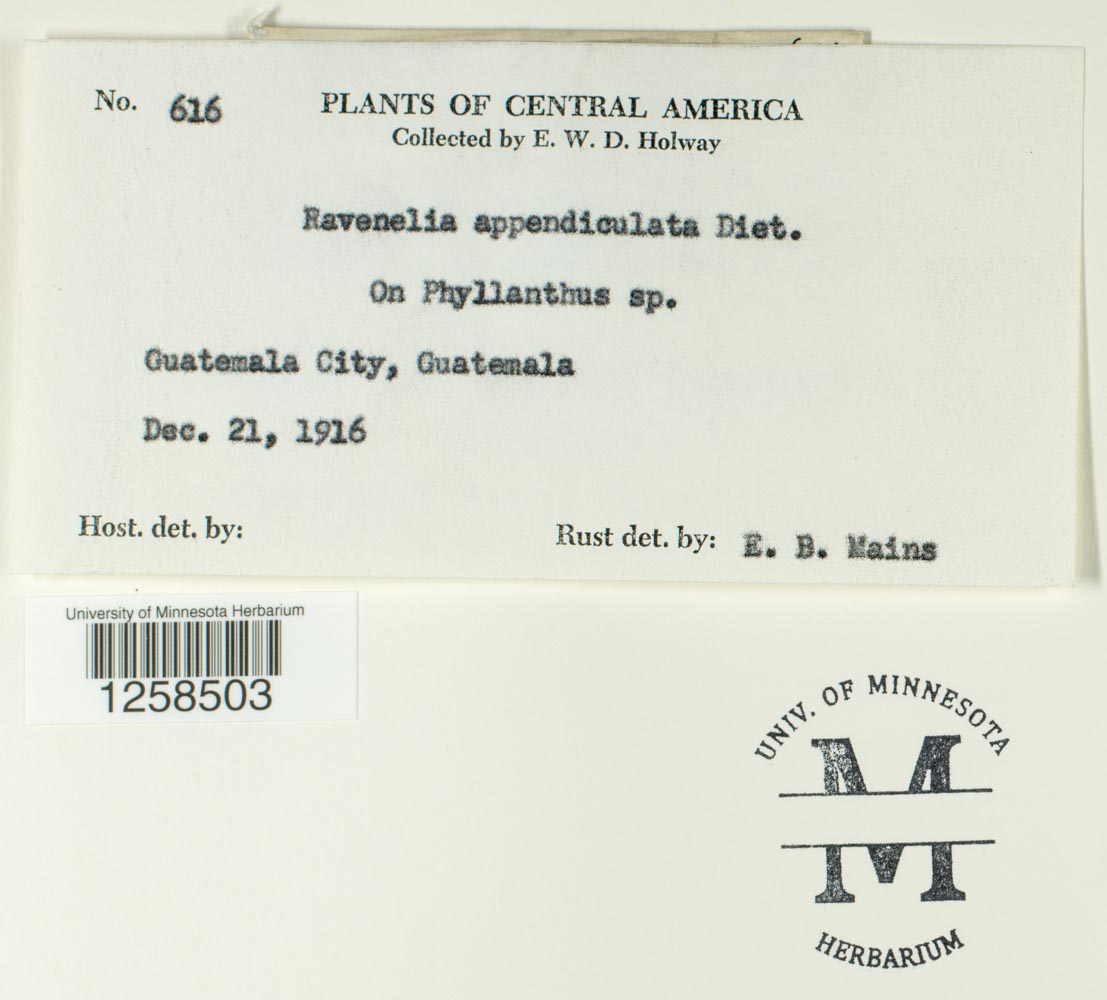 No. 616
PLANTS OF CENTRAL AMERICA
Collected by E. W. D. Holway
Ravenelia appendiculata Diet.
On Phyllanthus sp.
Guatemala City, Guatemala
Dec. 21, 1916
Host. det. by:
Rust det. by: E. B. Mains
University of Minnesota Herbarium
1258503
UNIV. OF MINNESOTA
M
HERBARIUM